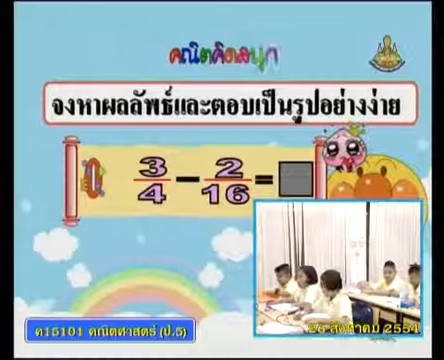 คณิตคิดสนุก
จงหาผลลัพธ์และตอบเป็นรูปอย่างง่าย
3/4 − 2/16 =
ค15101 คณิตศาสตร์ (ป.5)
26 สิงหาคม 2554